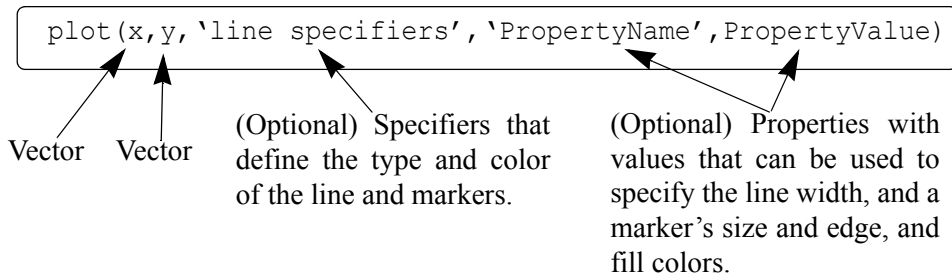 plot(x,y,‘line specifiers’,‘PropertyName’,PropertyValue)
Vector
Vector
(Optional) Specifiers that
define the type and color
of the line and markers.
(Optional) Properties with
values that can be used to
specify the line width, and a
marker’s size and edge, and
fill colors.